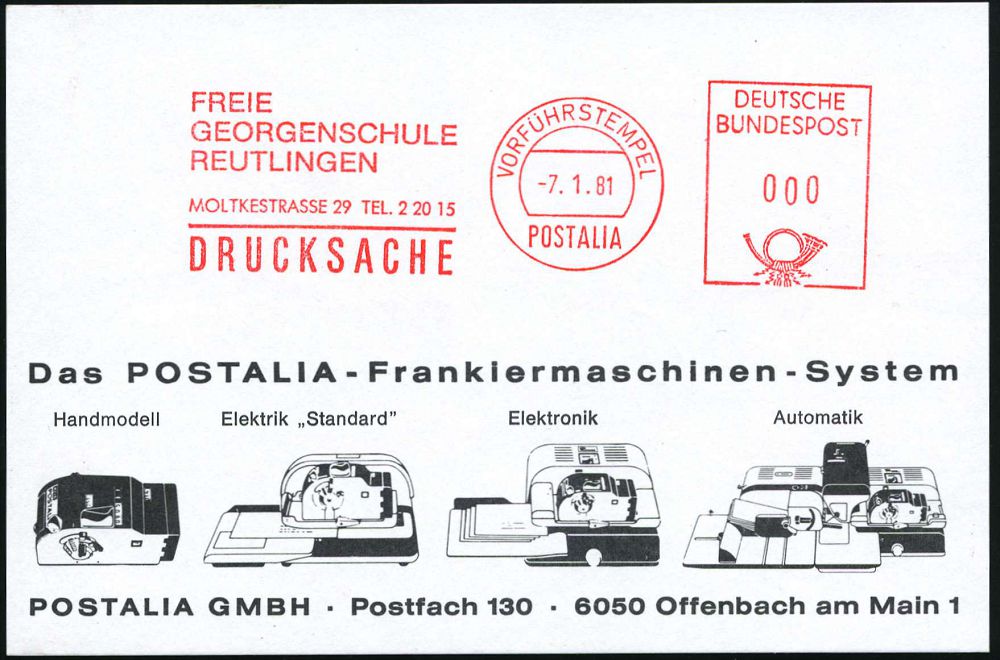 FREIE
GEORGENSCHULE
REUTLINGEN
MOLTKESTRASSE 29 TEL. 2 20 15
DRUCKSACHE
VORFÜHRSTEMPEL
-7. 1. 81
POSTALIA
DEUTSCHE
BUNDESPOST
000
Das POSTALIA-Frankiermaschinen-System
Handmodell
Elektrik „Standard”
Elektronik
Automatik
POSTALIA
POSTALIA GMBH · Postfach 130 · 6050 Offenbach am Main 1